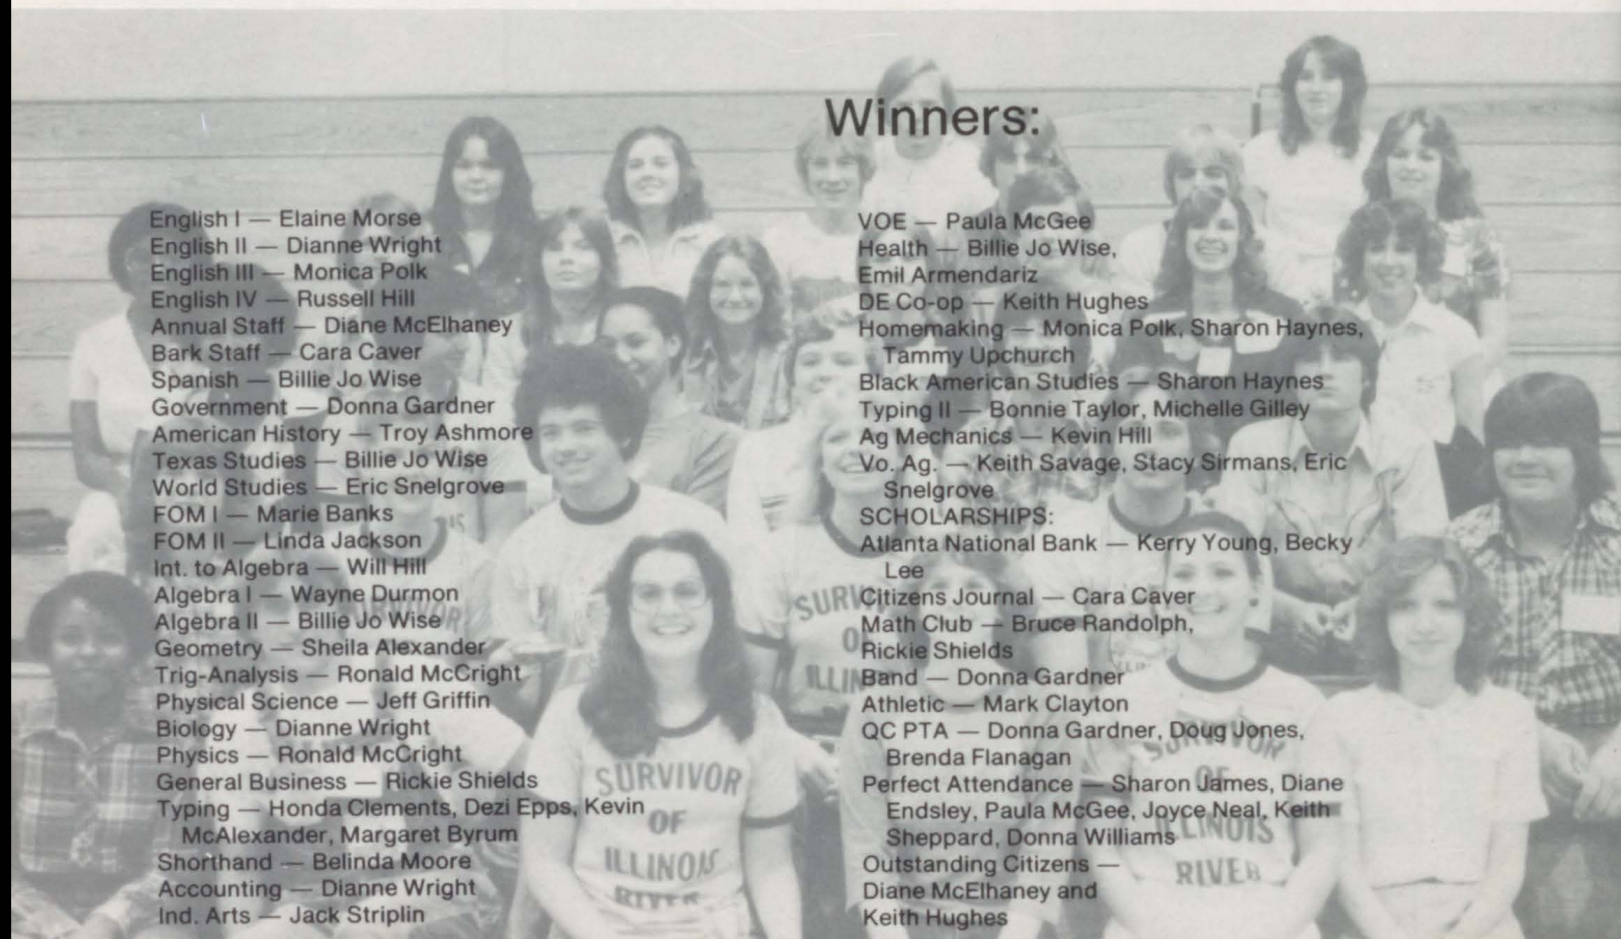 Winners:
English I — Elaine Morse
English II — Dianne Wright
English III — Monica Polk
English IV — Russell Hill
Annual Staff — Diane McElhaney
Bark Staff — Cara Caver
Spanish — Billie Jo Wise
Government — Donna Gardner
American History — Troy Ashmore
Texas Studies — Billie Jo Wise
World Studies — Eric Snelgrove
FOM I — Marie Banks
FOM II — Linda Jackson
Int. to Algebra — Will Hill
Algebra I — Wayne Durmon
Algebra II — Billie Jo Wise
Geometry — Sheila Alexander
Trig-Analysis — Ronald McCright
Physical Science — Jeff Griffin
Biology — Dianne Wright
Physics — Ronald McCright
General Business — Rickie Shields
Typing — Honda Clements, Dezi Epps, Kevin
McAlexander, Margaret Byrum
Shorthand — Belinda Moore
Accounting — Dianne Wright
Ind. Arts — Jack Striplin
VOE — Paula McGee
Health — Billie Jo Wise,
Emil Armendariz
DE Co-op — Keith Hughes
Homemaking — Monica Polk, Sharon Haynes,
Tammy Upchurch
Black American Studies — Sharon Haynes
Typing II — Bonnie Taylor, Michelle Gilley
Ag Mechanics — Kevin Hill
Vo. Ag. — Keith Savage, Stacy Sirmans, Eric
Snelgrove
SCHOLARSHIPS:
Atlanta National Bank — Kerry Young, Becky
Lee
Citizens Journal — Cara Caver
Math Club — Bruce Randolph,
Rickie Shields
Band — Donna Gardner
Athletic — Mark Clayton
QC PTA — Donna Gardner, Doug Jones,
Brenda Flanagan
Perfect Attendance — Sharon James, Diane
Endsley, Paula McGee, Joyce Neal, Keith
Sheppard, Donna Williams
Outstanding Citizens —
Diane McElhaney and
Keith Hughes
SURVIVOR
OF
ILLINOIS
RIVER
SURVIVOR
OF
ILLINOIS
RIVER